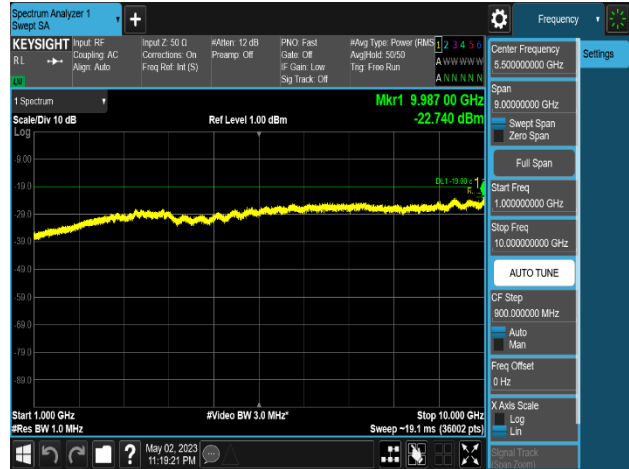 Spectrum Analyzer 1
Swept SA
Frequency
KEYSIGHT
RL
LW
Input: RF
Coupling: AC
Align: Auto
Input Z: 50 Ω
Corrections: On
Freq Ref: Int (S)
#Atten: 12 dB
Preamp: Off
PNO: Fast
Gate: Off
IF Gain: Low
Sig Track: Off
#Avg Type: Power (RMS
Avg|Hold: 50/50
Trig: Free Run
1 2 3 4 5 6
A W W W W W
A N N N N N
1 Spectrum
Mkr1 9.987 00 GHz
Scale/Div 10 dB
Ref Level 1.00 dBm
-22.740 dBm
Log
-9.00
-19.0
-29.0
-39.0
-49.0
-59.0
-69.0
-79.0
-89.0
1
Start 1.000 GHz
#Video BW 3.0 MHz*
Stop 10.000 GHz
#Res BW 1.0 MHz
Sweep ~19.1 ms (36002 pts)
Center Frequency
5.500000000 GHz
Settings
Span
9.00000000 GHz
Swept Span
Zero Span
Full Span
Start Freq
1.000000000 GHz
Stop Freq
10.000000000 GHz
AUTO TUNE
CF Step
900.000000 MHz
Auto
Man
Freq Offset
0 Hz
X Axis Scale
Log
Lin
Signal Track
(Span Zoom)
?
May 02, 2023
11:19:21 PM